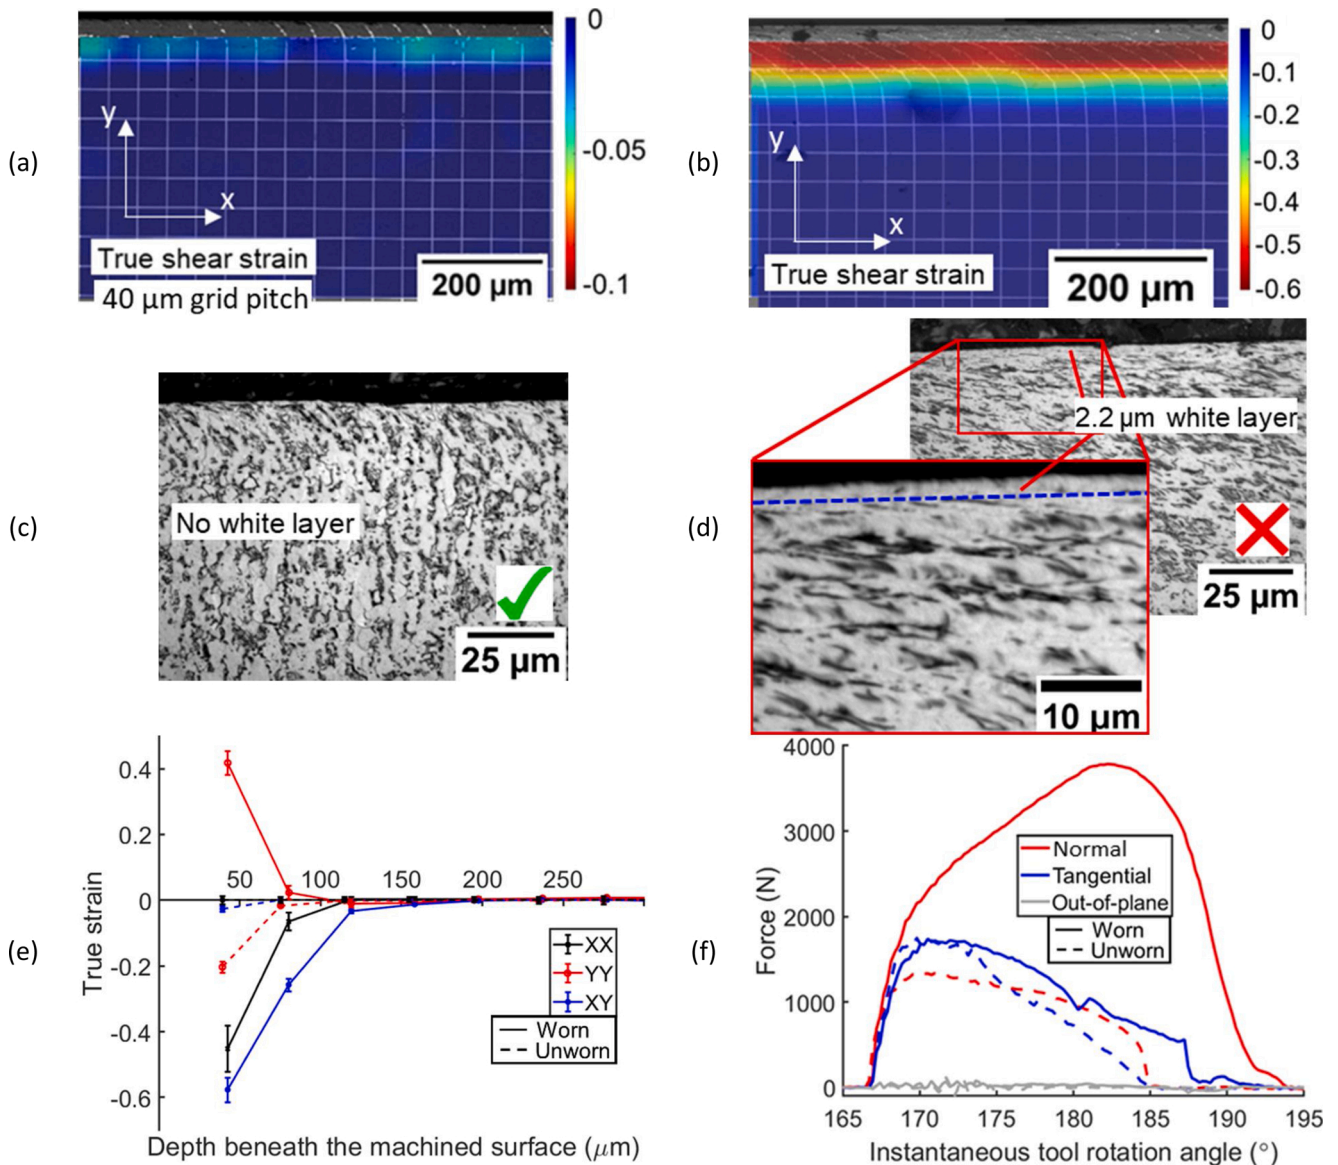 (a)
y
x
True shear strain
40 µm grid pitch
200 µm
0
-0.05
-0.1
(b)
y
x
True shear strain
200 µm
0
-0.1
-0.2
-0.3
-0.4
-0.5
-0.6
(c)
No white layer
25 µm
(d)
2.2 µm white layer
25 µm
10 µm
(e)
True strain
0.4
0.2
0
-0.2
-0.4
-0.6
50 100 150 200 250
XX
YY
XY
Worn
Unworn
Depth beneath the machined surface (µm)
(f)
Force (N)
4000
3000
2000
1000
0
Normal
Tangential
Out-of-plane
Worn
Unworn
165 170 175 180 185 190 195
Instantaneous tool rotation angle (°)